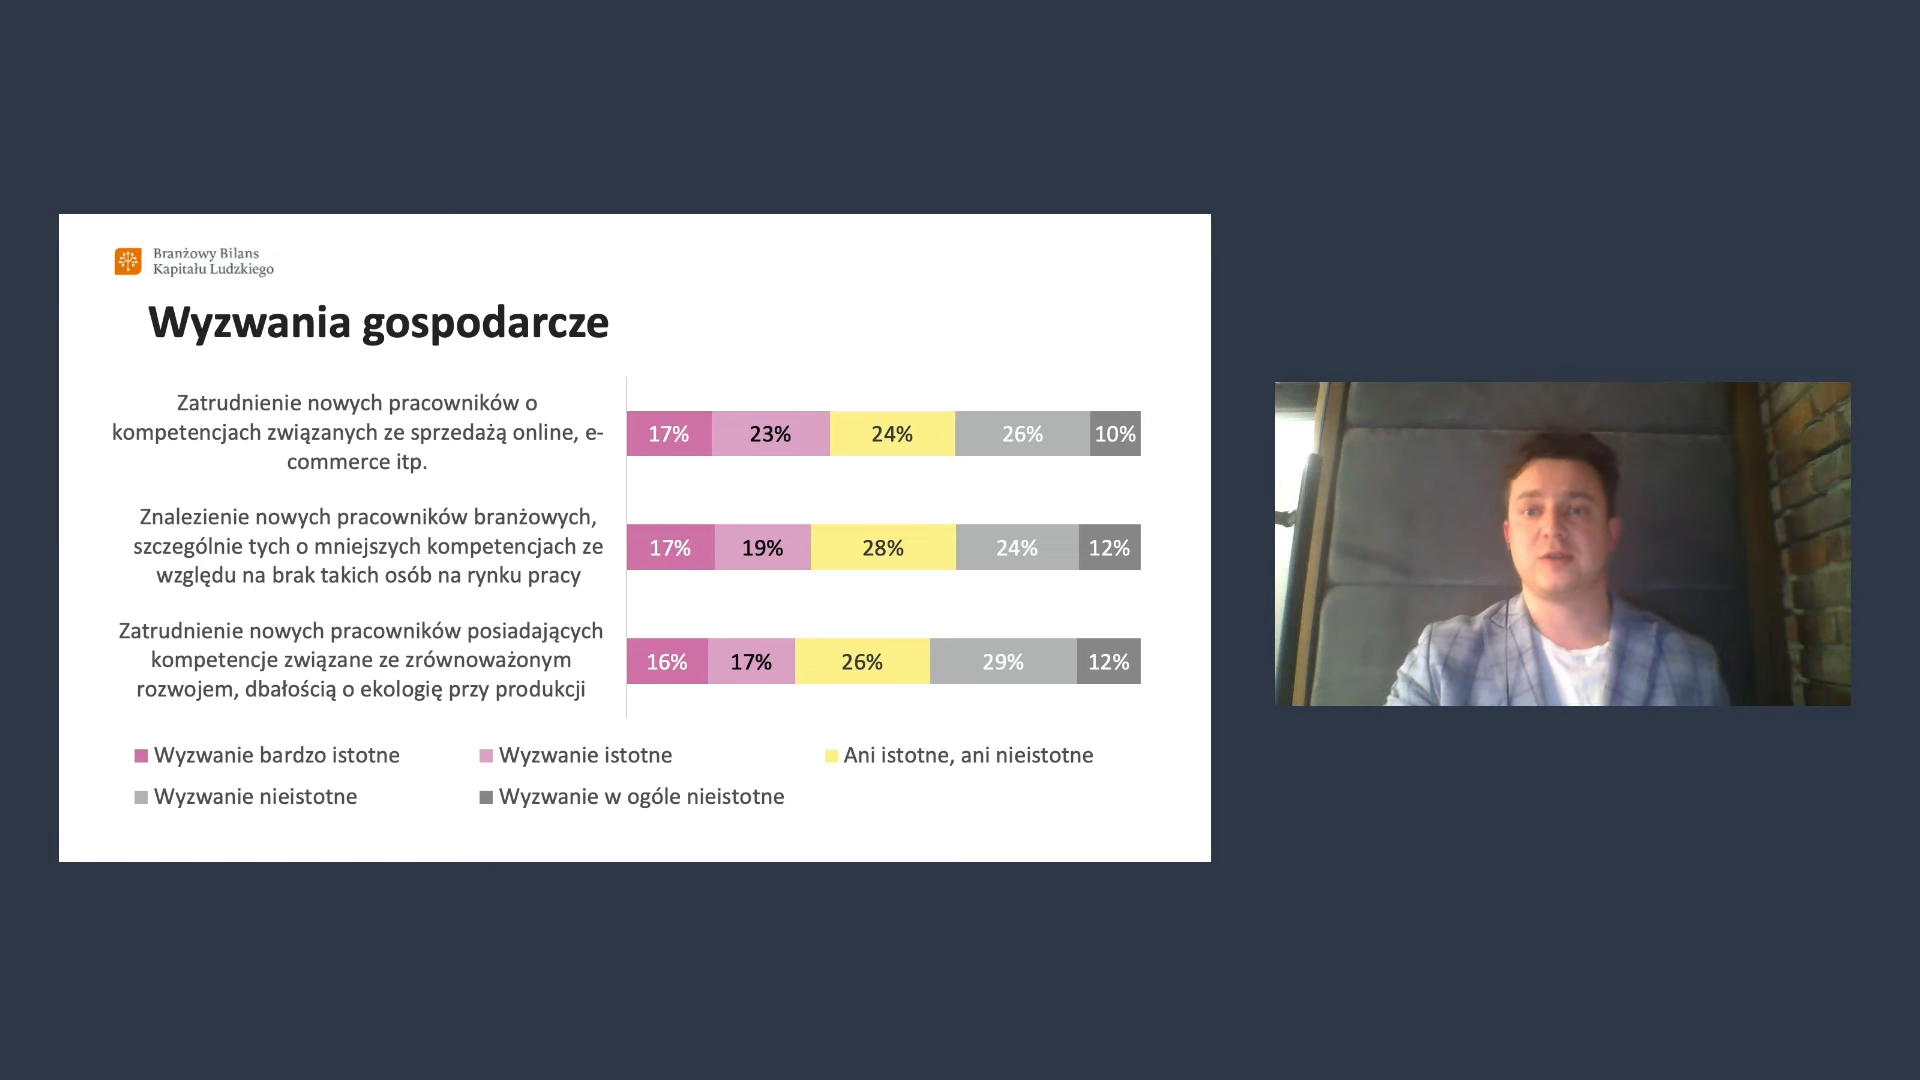 Branżowy Bilans
Kapitału Ludzkiego
Wyzwania gospodarcze
Zatrudnienie nowych pracowników o
kompetencjach związanych ze sprzedażą online, e-
commerce itp.
17% 23% 24% 26% 10%
Znalezienie nowych pracowników branżowych,
szczególnie tych o mniejszych kompetencjach ze
względu na brak takich osób na rynku pracy
17% 19% 28% 24% 12%
Zatrudnienie nowych pracowników posiadających
kompetencje związane ze zrównoważonym
rozwojem, dbałością o ekologię przy produkcji
16% 17% 26% 29% 12%
Wyzwanie bardzo istotne Wyzwanie istotne Ani istotne, ani nieistotne
Wyzwanie nieistotne Wyzwanie w ogóle nieistotne